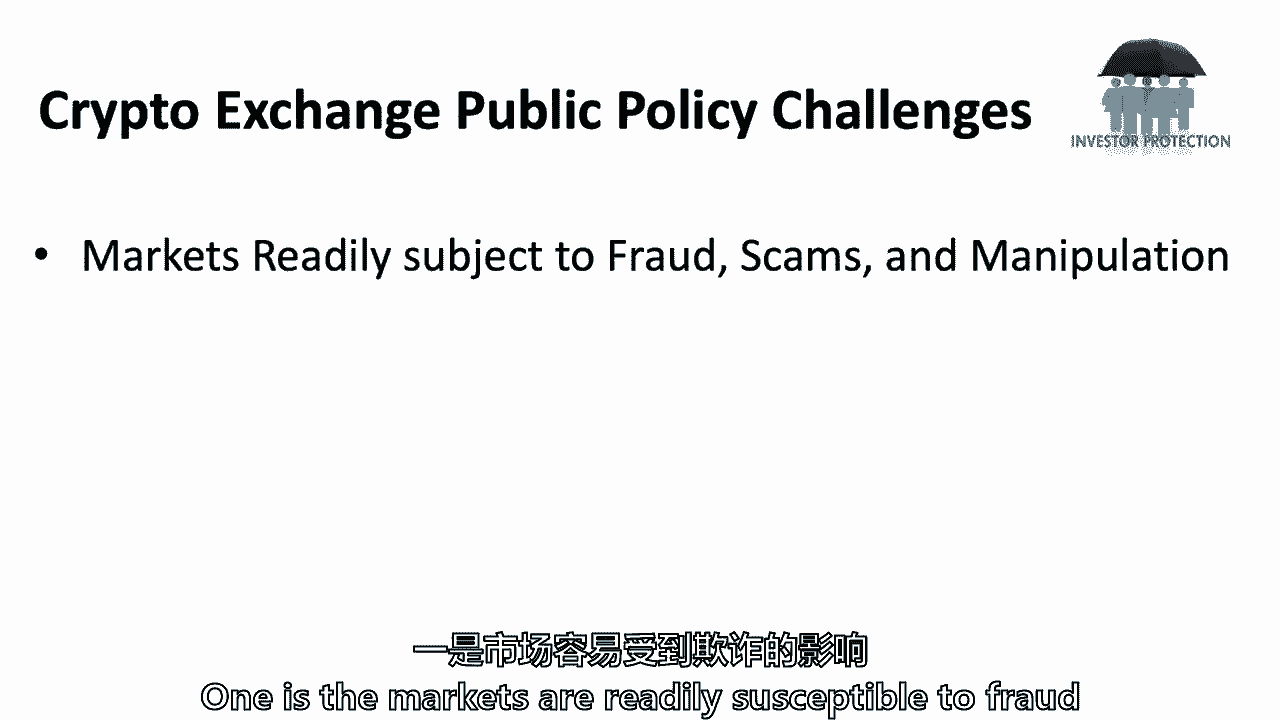 Crypto Exchange Public Policy Challenges
INVESTOR PROTECTION
• Markets Readily subject to Fraud, Scams, and Manipulation
一是市场容易受到欺诈的影响
One is the markets are readily susceptible to fraud